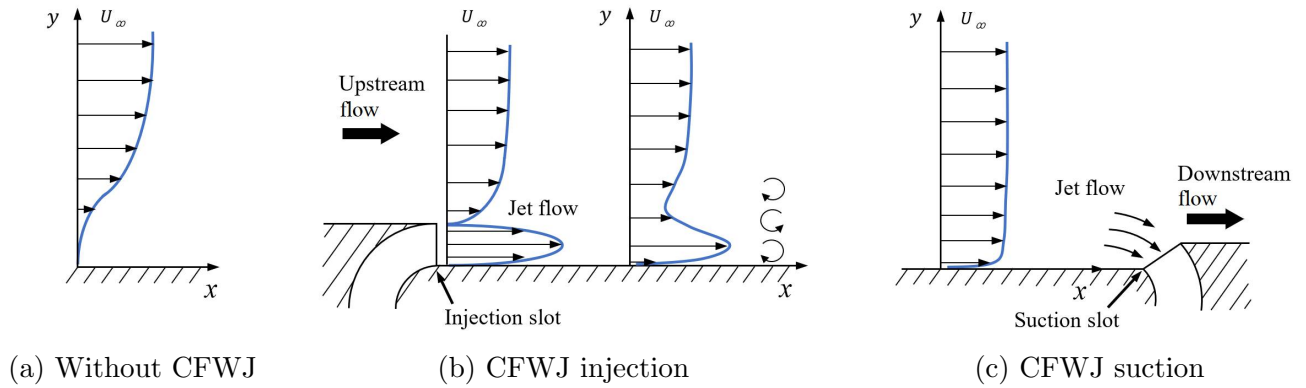 y
U∞
x
(a) Without CFWJ
U∞
Upstream
flow
Jet flow
Injection slot
y
U∞
x
(b) CFWJ injection
y
U∞
Jet flow
Downstream
flow
x
Suction slot
(c) CFWJ suction